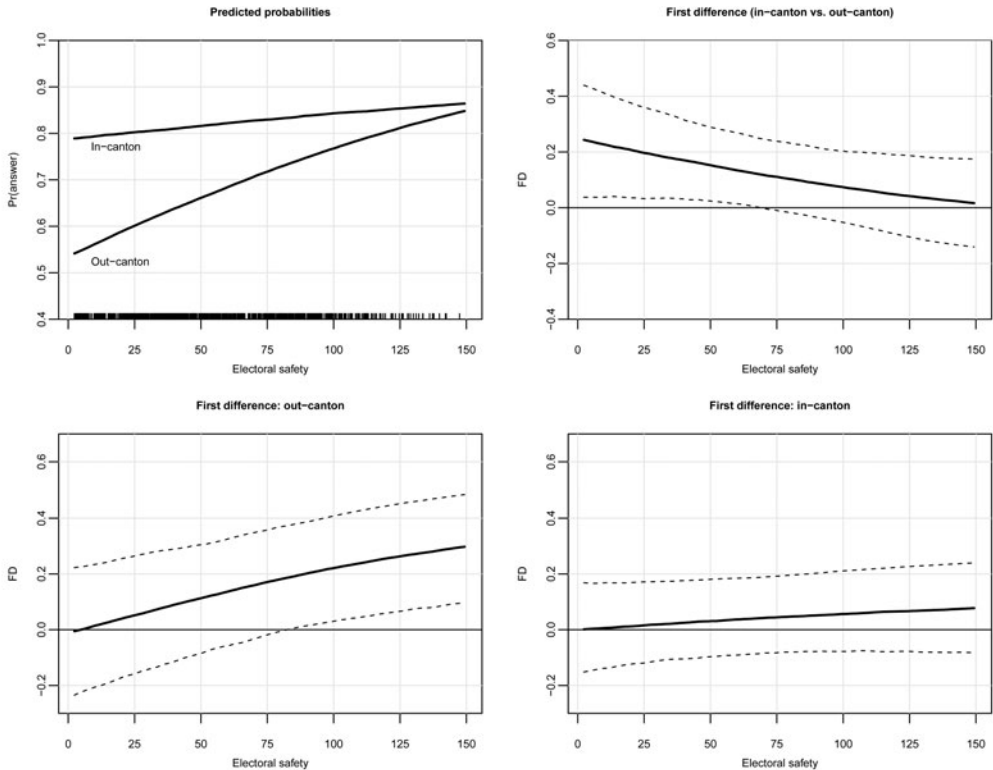 Predicted probabilities
Pr(answer)
1.0
0.9
0.8
0.7
0.6
0.5
0.4
In−canton
Out−canton
0 25 50 75 100 125 150
Electoral safety
First difference (in−canton vs. out−canton)
FD
0.6
0.4
0.2
0.0
−0.2
−0.4
0 25 50 75 100 125 150
Electoral safety
First difference: out−canton
FD
0.6
0.4
0.2
0.0
−0.2
0 25 50 75 100 125 150
Electoral safety
First difference: in−canton
FD
0.6
0.4
0.2
0.0
−0.2
0 25 50 75 100 125 150
Electoral safety